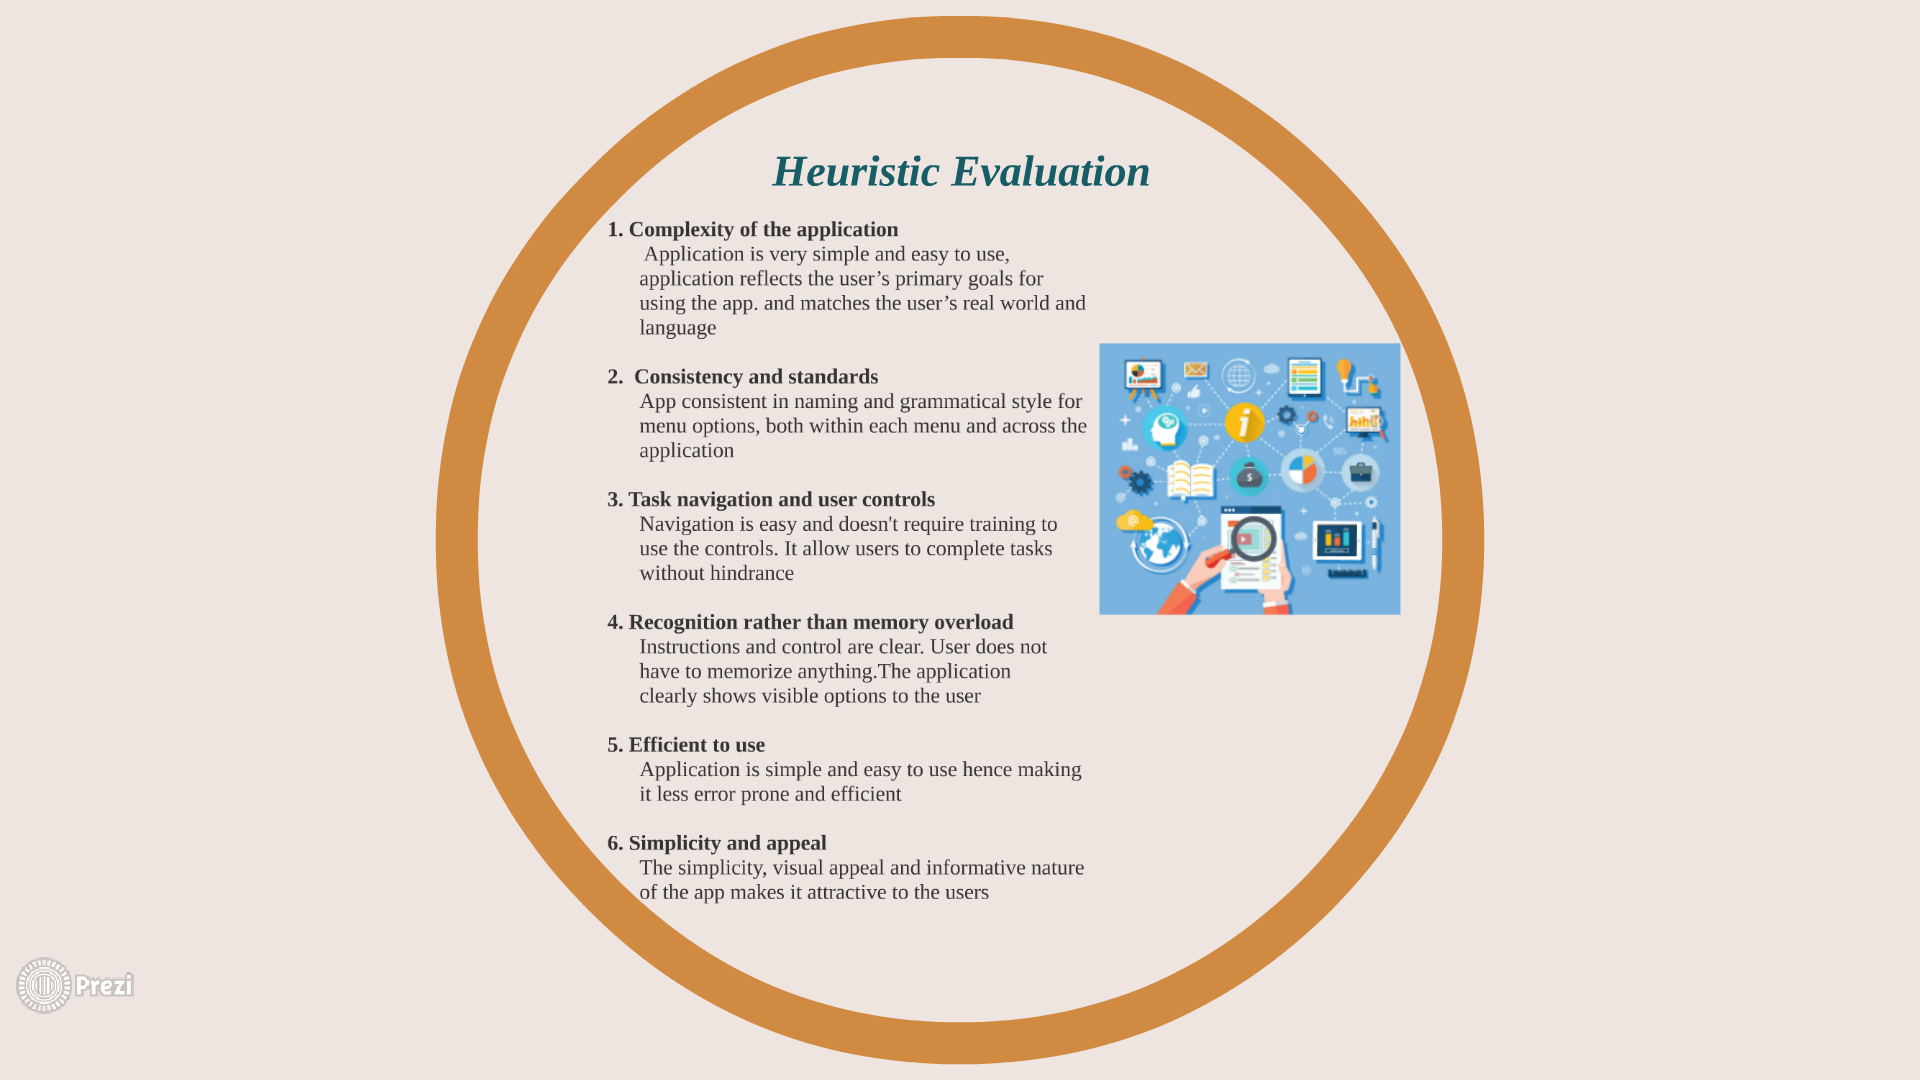 Heuristic Evaluation
1. Complexity of the application
Application is very simple and easy to use,
application reflects the user’s primary goals for
using the app. and matches the user’s real world and
language
2. Consistency and standards
App consistent in naming and grammatical style for
menu options, both within each menu and across the
application
3. Task navigation and user controls
Navigation is easy and doesn't require training to
use the controls. It allow users to complete tasks
without hindrance
4. Recognition rather than memory overload
Instructions and control are clear. User does not
have to memorize anything.The application
clearly shows visible options to the user
5. Efficient to use
Application is simple and easy to use hence making
it less error prone and efficient
6. Simplicity and appeal
The simplicity, visual appeal and informative nature
of the app makes it attractive to the users
50%
Prezi